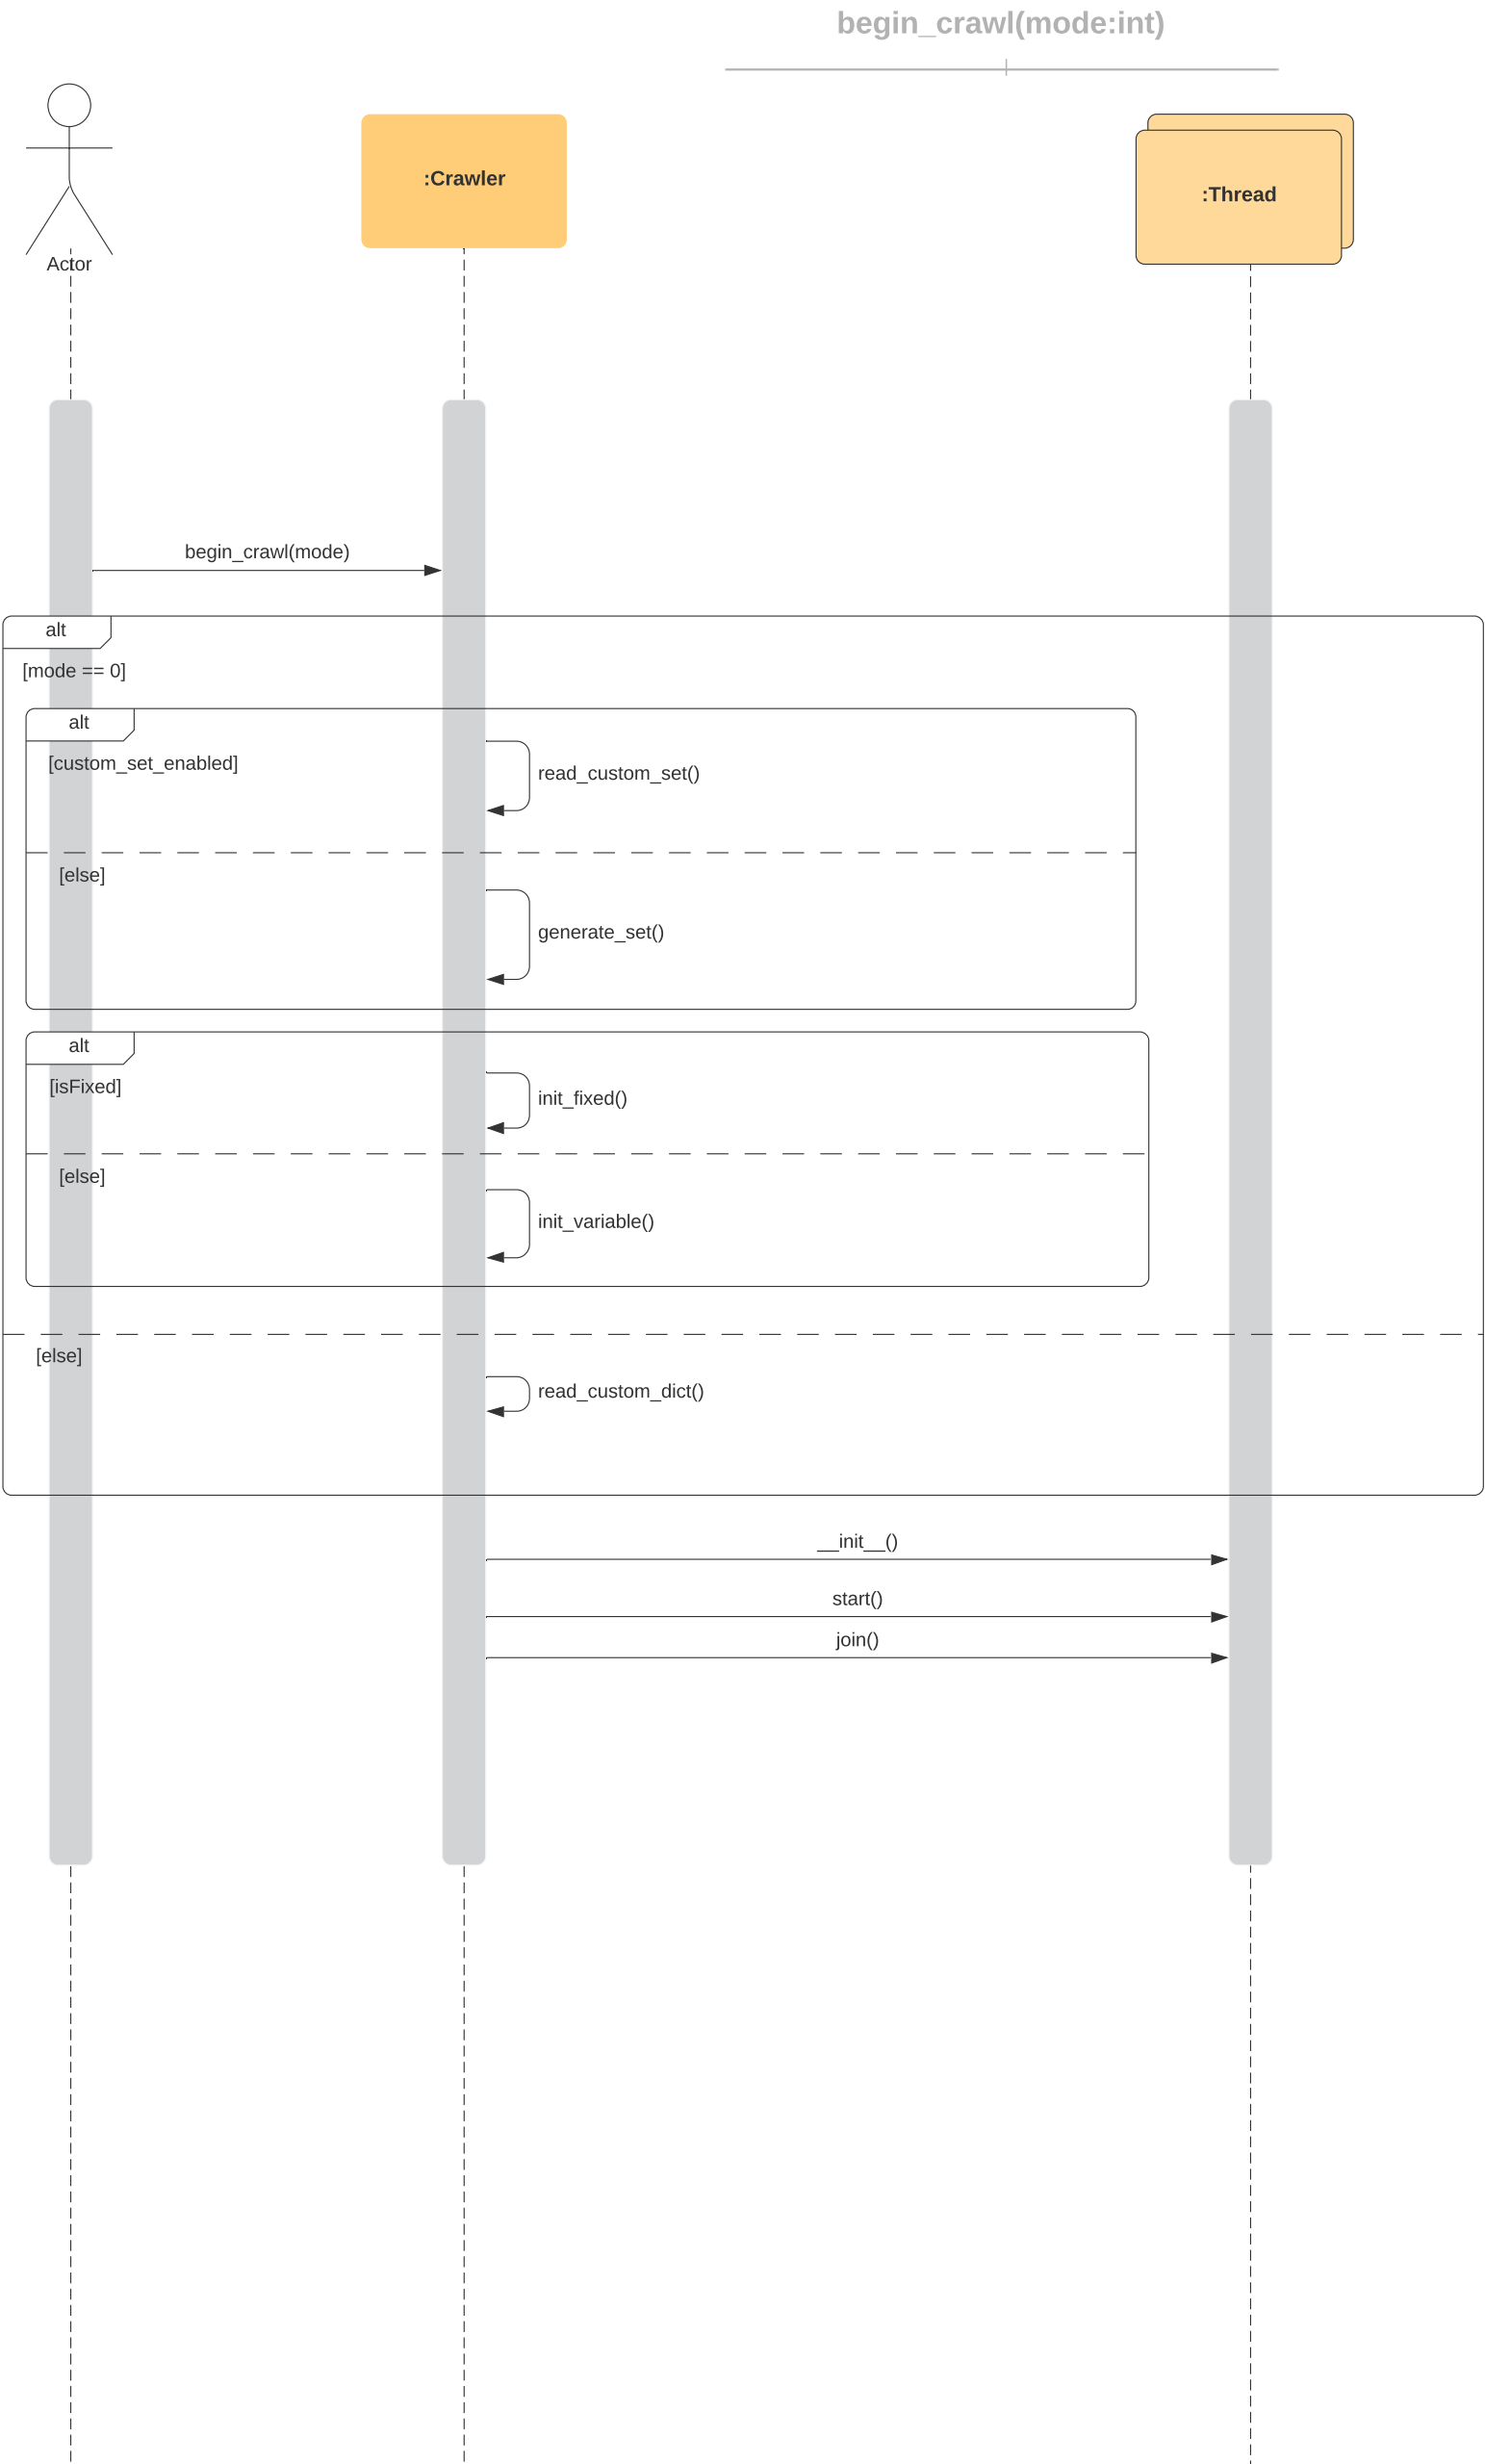 begin_crawl(mode:int)
Actor
:Crawler
:Thread
begin_crawl(mode)
alt
[mode == 0]
alt
[custom_set_enabled]
read_custom_set()
[else]
generate_set()
alt
[isFixed]
init_fixed()
[else]
init_variable()
[else]
read_custom_dict()
__init__()
start()
join()